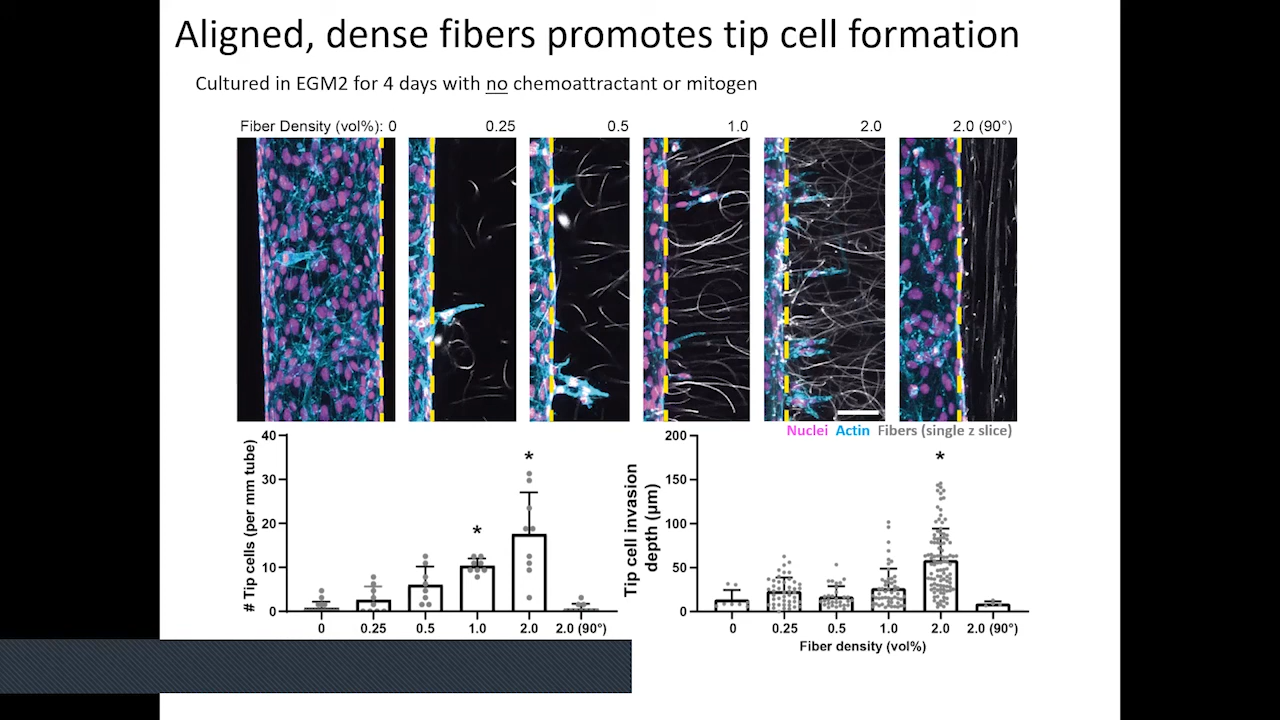 Aligned, dense fibers promotes tip cell formation
Cultured in EGM2 for 4 days with no chemoattractant or mitogen
Fiber Density (vol%): 0 0.25 0.5 1.0 2.0 2.0 (90°)
Nuclei Actin Fibers (single z slice)
# Tip cells (per mm tube)
40
30
20
10
0
* *
0 0.25 0.5 1.0 2.0 2.0 (90°)
Tip cell invasion
depth (μm)
200
150
100
50
0
*
0 0.25 0.5 1.0 2.0 2.0 (90°)
Fiber density (vol%)